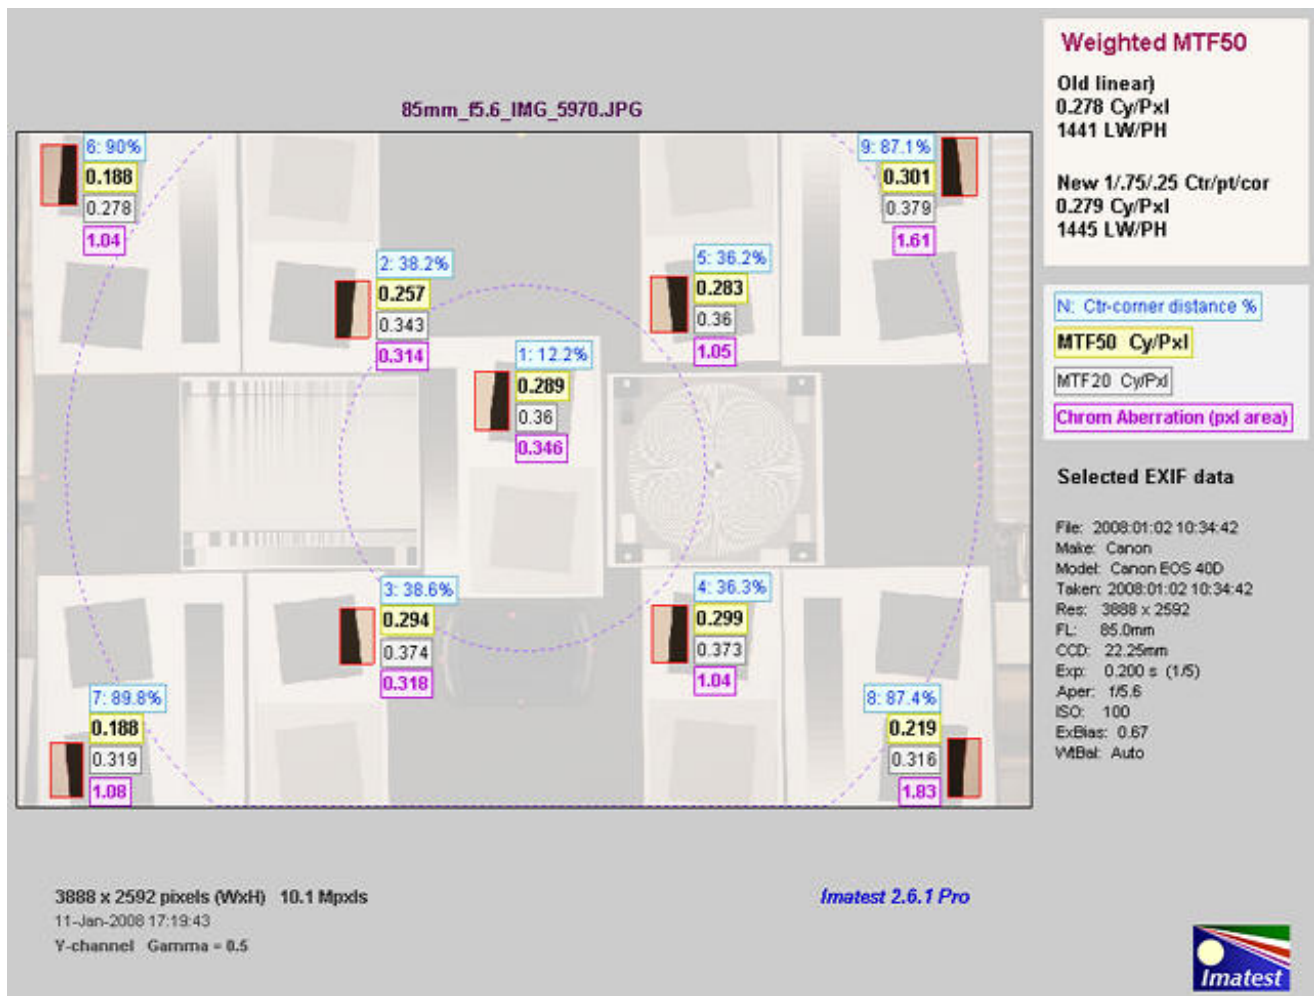 85mm_f5.6_IMG_5970.JPG
6: 90%
0.188
0.278
1.04
9: 87.1%
0.301
0.379
1.61
2: 38.2%
0.257
0.343
0.314
5: 36.2%
0.283
0.36
1.05
1: 12.2%
0.289
0.36
0.346
3: 38.6%
0.294
0.374
0.318
4: 36.3%
0.299
0.373
1.04
7: 89.8%
0.188
0.319
1.08
8: 87.4%
0.219
0.316
1.83
Weighted MTF50
Old linear)
0.278 Cy/Pxl
1441 LW/PH
New 1/.75/.25 Ctr/pt/cor
0.279 Cy/Pxl
1445 LW/PH
N: Ctr-corner distance %
MTF50 Cy/Pxl
MTF20 Cy/Pxl
Chrom Aberration (pxl area)
Selected EXIF data
File: 2008:01:02 10:34:42
Make: Canon
Model: Canon EOS 40D
Taken: 2008:01:02 10:34:42
Res: 3888 x 2592
FL: 85.0mm
CCD: 22.25mm
Exp: 0.200 s (1/5)
Aper: f/5.6
ISO: 100
ExBias: 0.67
WtBal: Auto
3888 x 2592 pixels (WxH) 10.1 Mpxls
11-Jan-2008 17:19:43
Y-channel Gamma = 0.5
Imatest 2.6.1 Pro
Imatest